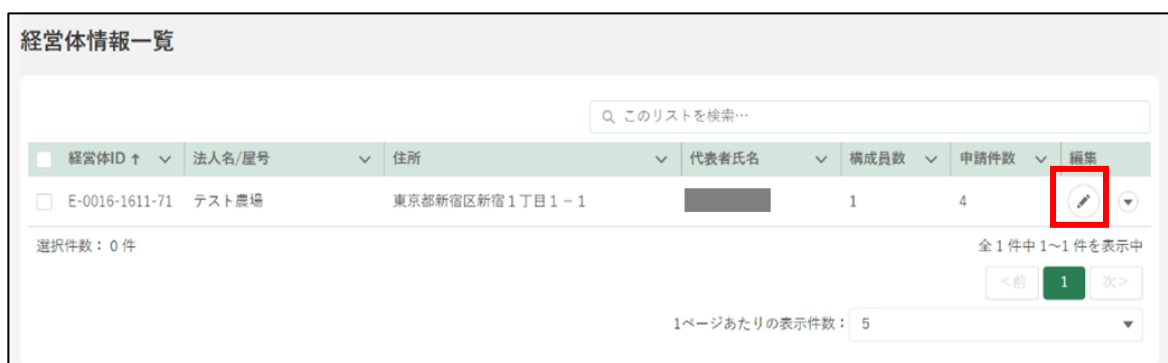 経営体情報一覧
このリストを検索…
経営体ID ↑ 法人名/屋号 住所 代表者氏名 構成員数 申請件数 編集
E-0016-1611-71 テスト農場 東京都新宿区新宿1丁目1－1 1 4
選択件数：0 件 全 1 件中 1～1 件を表示中
<前 1 次>
1ページあたりの表示件数： 5